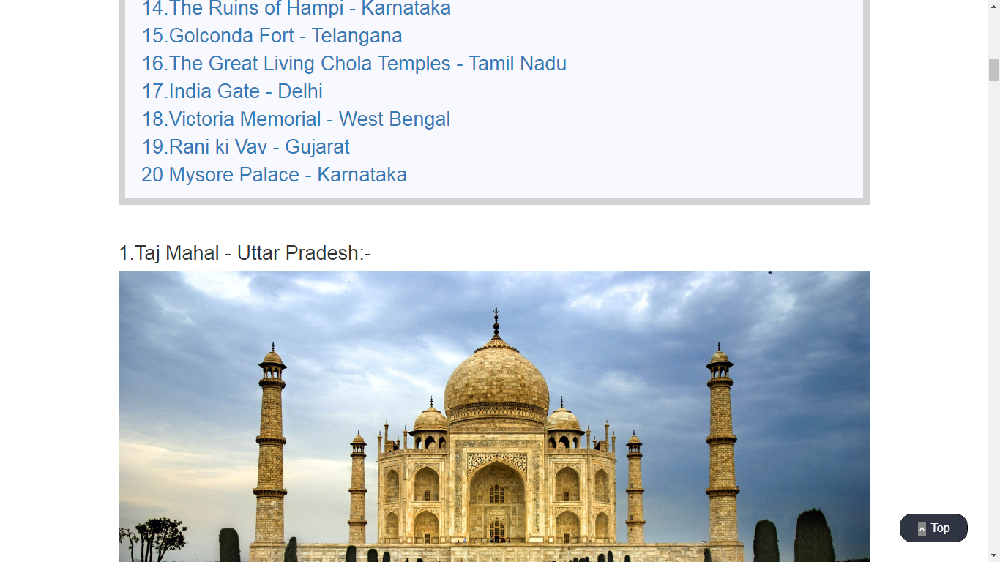 14.The Ruins of Hampi - Karnataka
15.Golconda Fort - Telangana
16.The Great Living Chola Temples - Tamil Nadu
17.India Gate - Delhi
18.Victoria Memorial - West Bengal
19.Rani ki Vav - Gujarat
20 Mysore Palace - Karnataka
1.Taj Mahal - Uttar Pradesh:-
Top